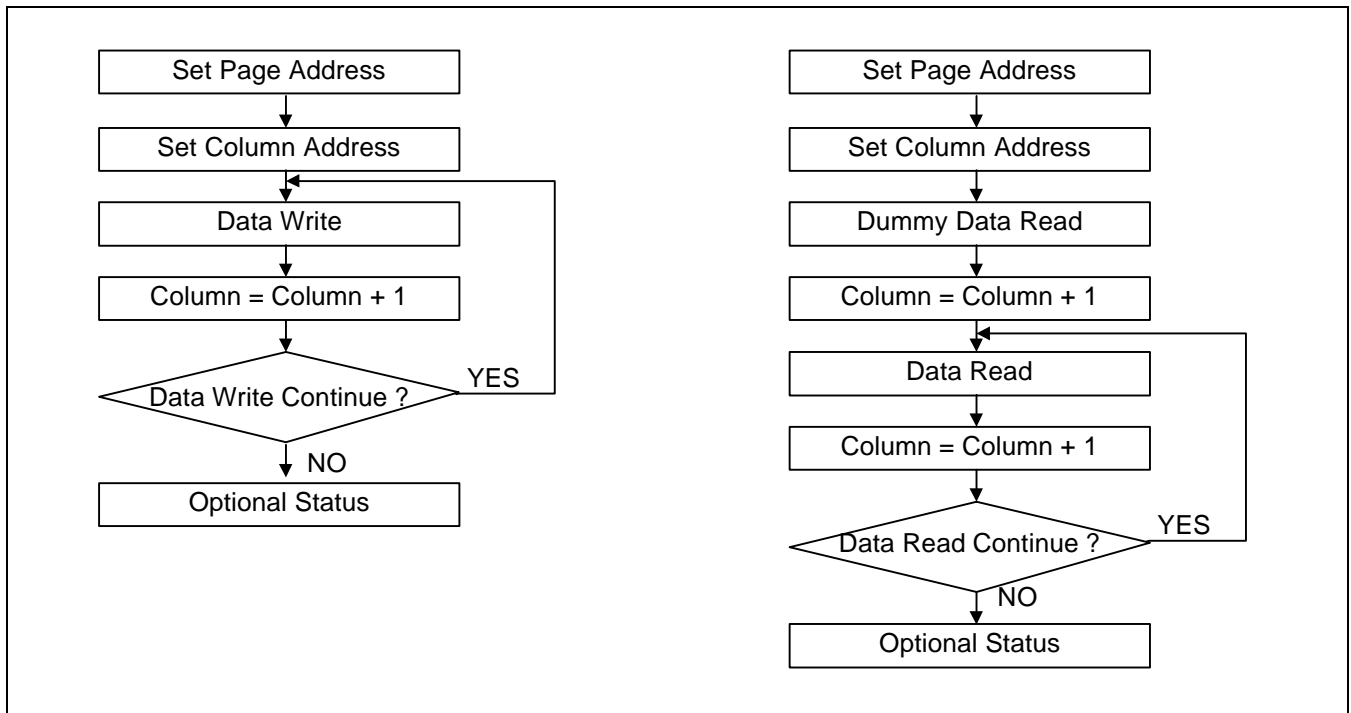 Set Page Address
Set Column Address
Data Write
Column = Column + 1
Data Write Continue ?
YES
NO
Optional Status
Set Page Address
Set Column Address
Dummy Data Read
Column = Column + 1
Data Read
Column = Column + 1
Data Read Continue ?
YES
NO
Optional Status